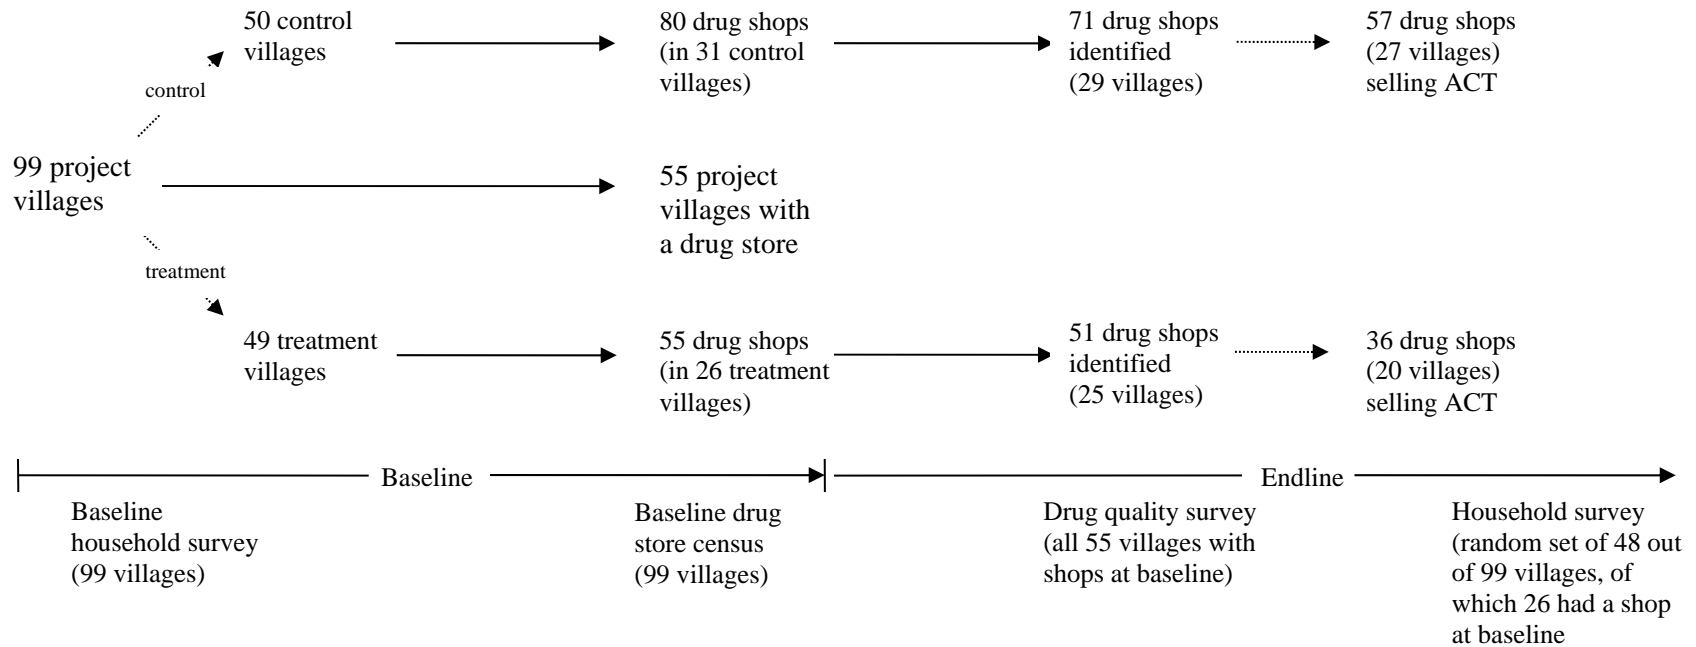 50 control
villages
80 drug shops
(in 31 control
villages)
71 drug shops
identified
(29 villages)
57 drug shops
(27 villages)
selling ACT
control
99 project
villages
55 project
villages with
a drug store
treatment
49 treatment
villages
55 drug shops
(in 26 treatment
villages)
51 drug shops
identified
(25 villages)
36 drug shops
(20 villages)
selling ACT
Baseline
Endline
Baseline
household survey
(99 villages)
Baseline drug
store census
(99 villages)
Drug quality survey
(all 55 villages with
shops at baseline)
Household survey
(random set of 48 out
of 99 villages, of
which 26 had a shop
at baseline